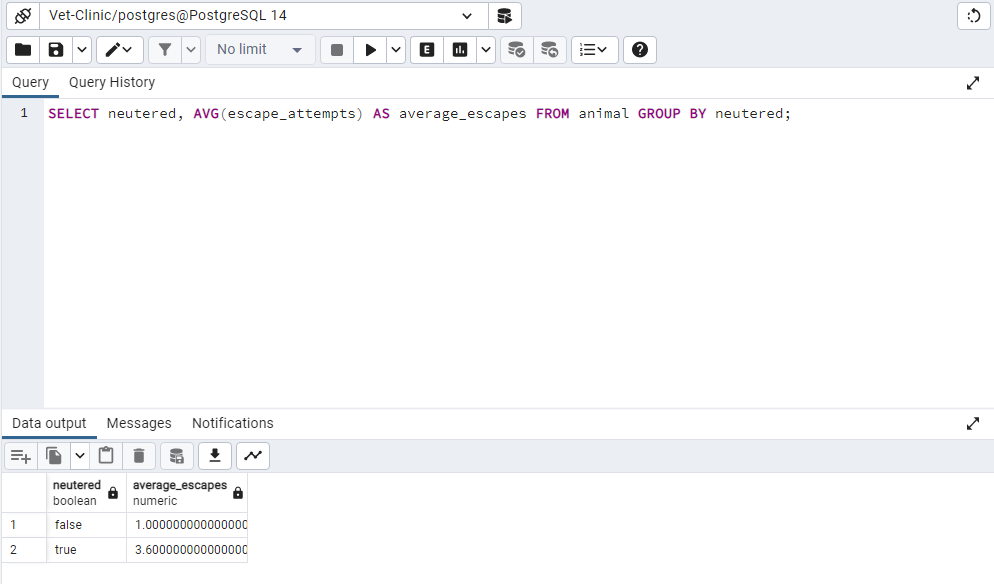 Vet-Clinic/postgres@PostgreSQL 14
No limit
E
Query Query History
1 SELECT neutered, AVG(escape_attempts) AS average_escapes FROM animal GROUP BY neutered;
Data output Messages Notifications
neutered average_escapes
boolean numeric
1 false 1.000000000000000
2 true 3.600000000000000